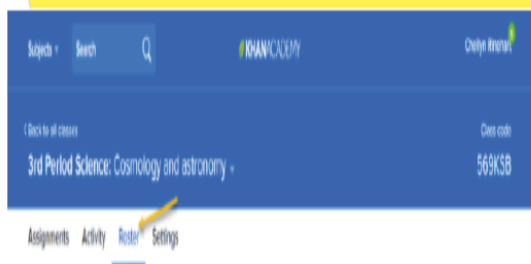 Subjects Search KHANACADEMY
Back to all classes Class code
3rd Period Science: Cosmology and astronomy 569KSB
Assignments Activity Roster Settings